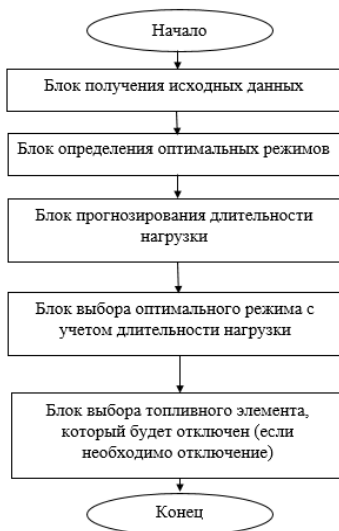 Начало
Блок получения исходных данных
Блок определения оптимальных режимов
Блок прогнозирования длительности
нагрузки
Блок выбора оптимального режима с
учетом длительности нагрузки
Блок выбора топливного элемента,
который будет отключен (если
необходимо отключение)
Конец